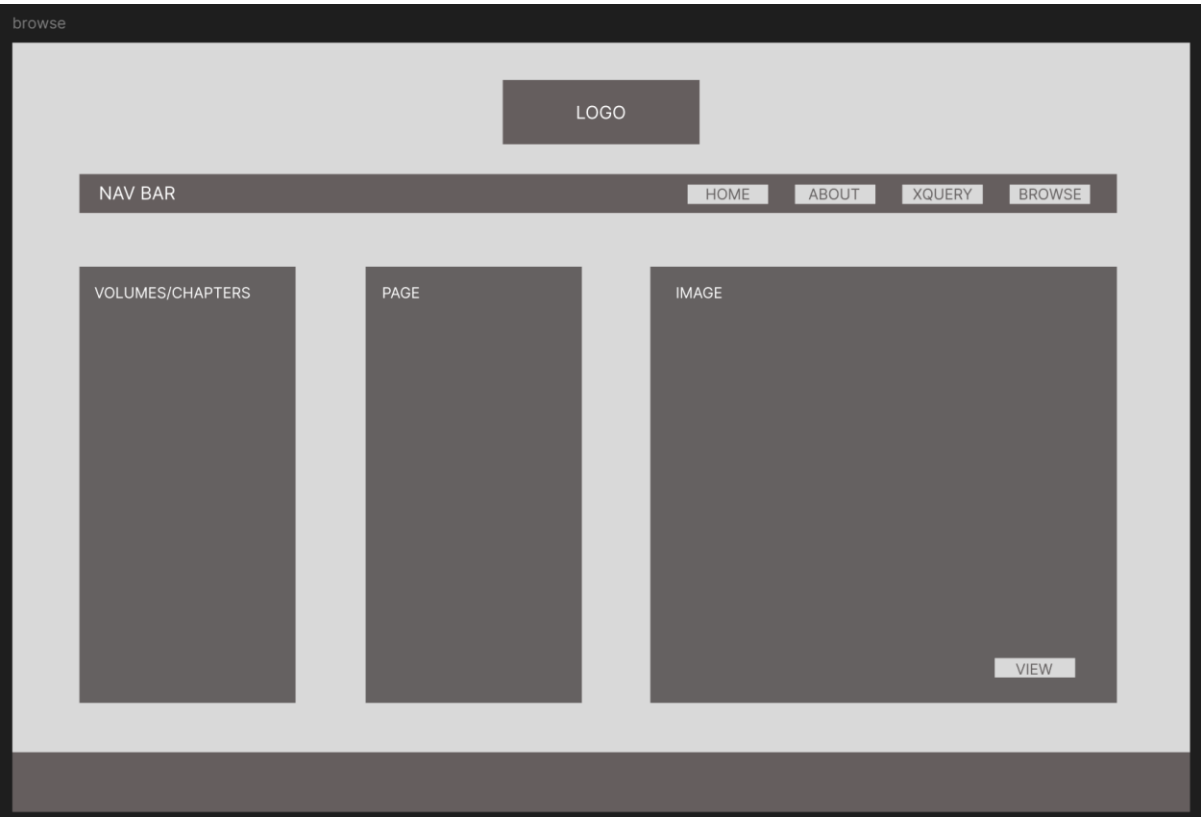 browse
LOGO
NAV BAR HOME ABOUT XQUERY BROWSE
VOLUMES/CHAPTERS PAGE IMAGE
VIEW